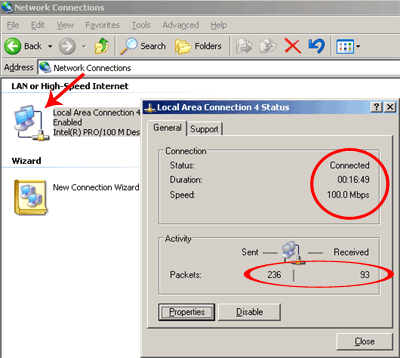 Network Connections
File Edit View Favorites Tools Advanced Help
Back Search Folders
Address Network Connections
LAN or High-Speed Internet
Local Area Connection 4
Enabled
Intel(R) PRO/100 M Des
Wizard
New Connection Wizard
Local Area Connection 4 Status
General Support
Connection
Status: Connected
Duration: 00:16:49
Speed: 100.0 Mbps
Activity
Sent Received
Packets: 236 93
Properties Disable
Close